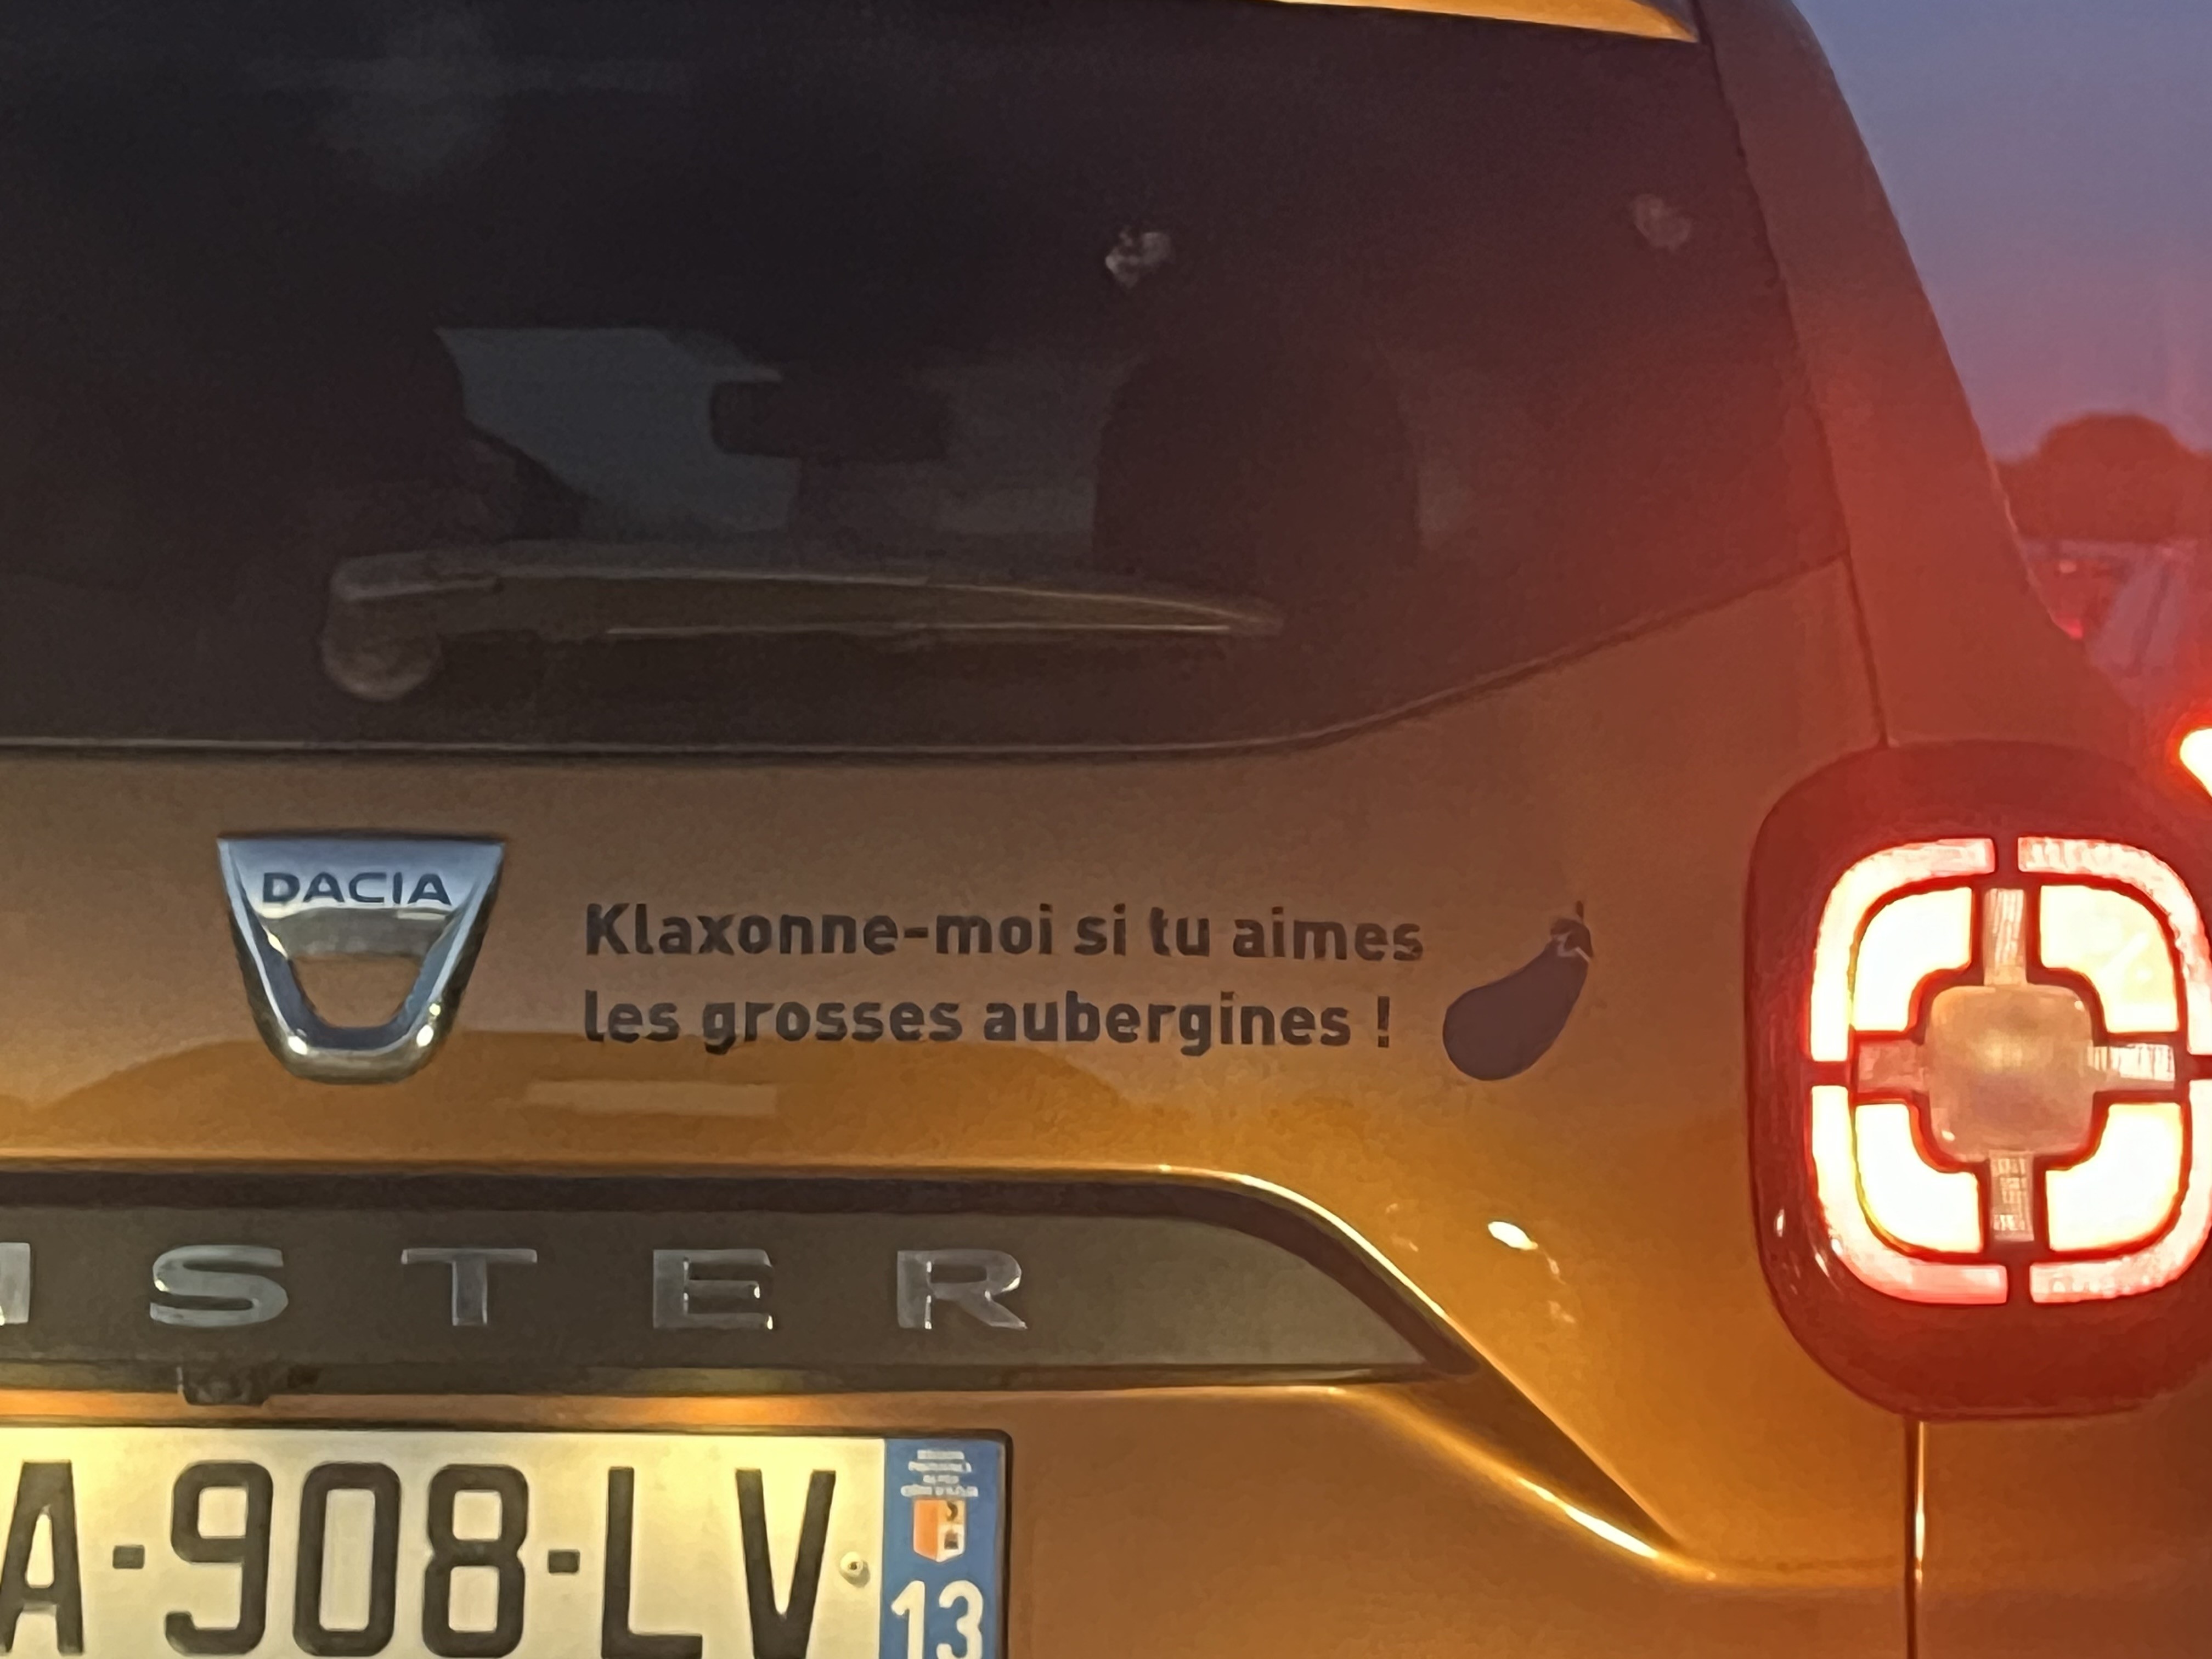 DACIA
Klaxonne-moi si tu aimes
les grosses aubergines !
STER
A-908-LV
13